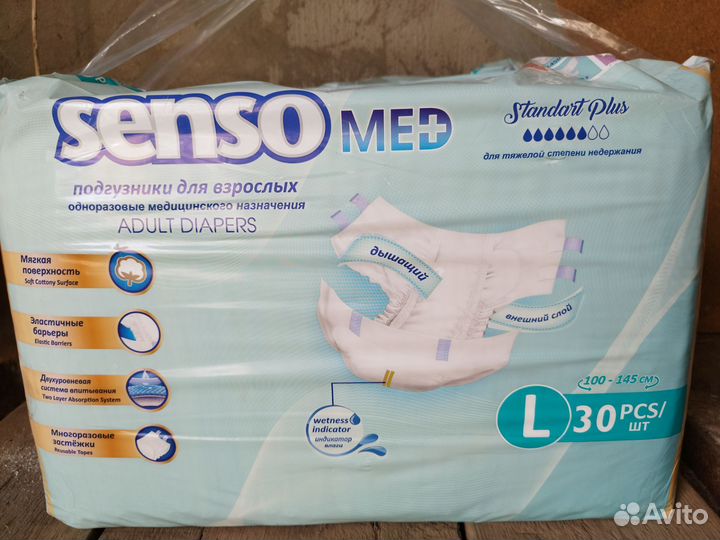 senso MED
Standart Plus
для тяжелой степени недержания
подгузники для взрослых
одноразовые медицинского назначения
ADULT DIAPERS
Мягкая
поверхность
Soft Cottony Surface
Эластичные
барьеры
Elastic Barriers
Двухуровневая
система впитывания
Two Layer Absorption System
Многоразовые
застёжки
Reusable Tapes
дышащий
внешний слой
wetness
indicator
индикатор
влаги
100 - 145 см
L 30 PCS/
шт
Avito